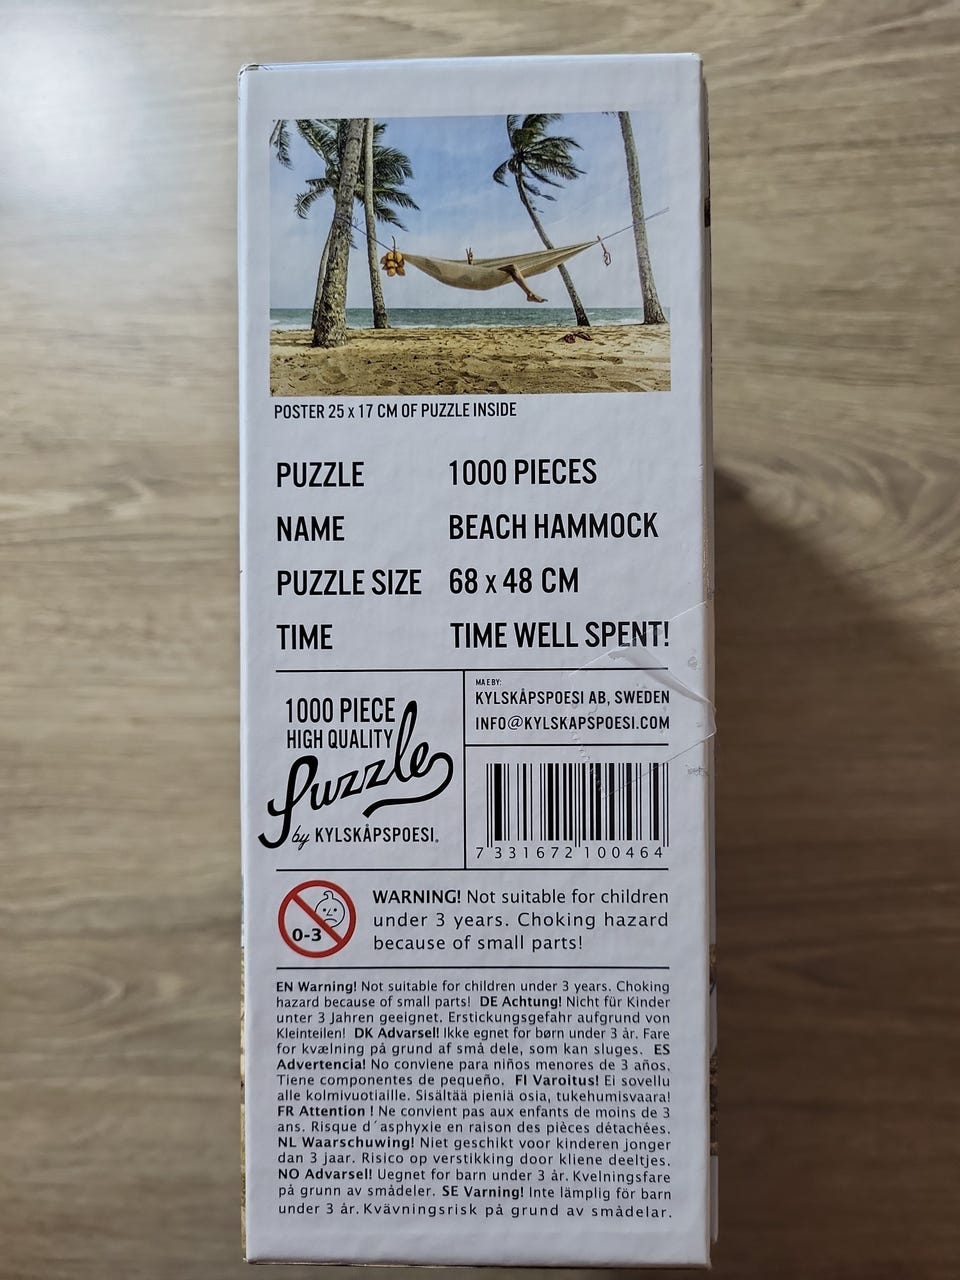 POSTER 25 x 17 CM OF PUZZLE INSIDE
PUZZLE 1000 PIECES
NAME BEACH HAMMOCK
PUZZLE SIZE 68 x 48 CM
TIME TIME WELL SPENT!
1000 PIECE
HIGH QUALITY
Puzzle
by KYLSKÅPSPOESI®
MAE BY:
KYLSKÅPSPOESI AB, SWEDEN
INFO@KYLSKAPSPOESI.COM
7 331672 100464
0-3
WARNING! Not suitable for children
under 3 years. Choking hazard
because of small parts!
EN Warning! Not suitable for children under 3 years. Choking
hazard because of small parts! DE Achtung! Nicht für Kinder
unter 3 Jahren geeignet. Erstickungsgefahr aufgrund von
Kleinteilen! DK Advarsel! Ikke egnet for børn under 3 år. Fare
for kvælning på grund af små dele, som kan sluges. ES
Advertencia! No conviene para niños menores de 3 años.
Tiene componentes de pequeño. FI Varoitus! Ei sovellu
alle kolmivuotiaille. Sisältää pieniä osia, tukehumisvaara!
FR Attention ! Ne convient pas aux enfants de moins de 3
ans. Risque d´asphyxie en raison des pièces détachées.
NL Waarschuwing! Niet geschikt voor kinderen jonger
dan 3 jaar. Risico op verstikking door kliene deeltjes.
NO Advarsel! Uegnet for barn under 3 år. Kvelningsfare
på grunn av smådeler. SE Varning! Inte lämplig för barn
under 3 år. Kvävningsrisk på grund av smådelar.